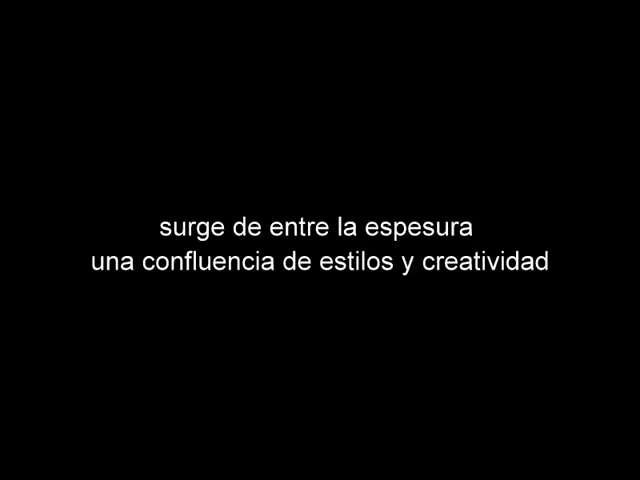 surge de entre la espesura
una confluencia de estilos y creatividad